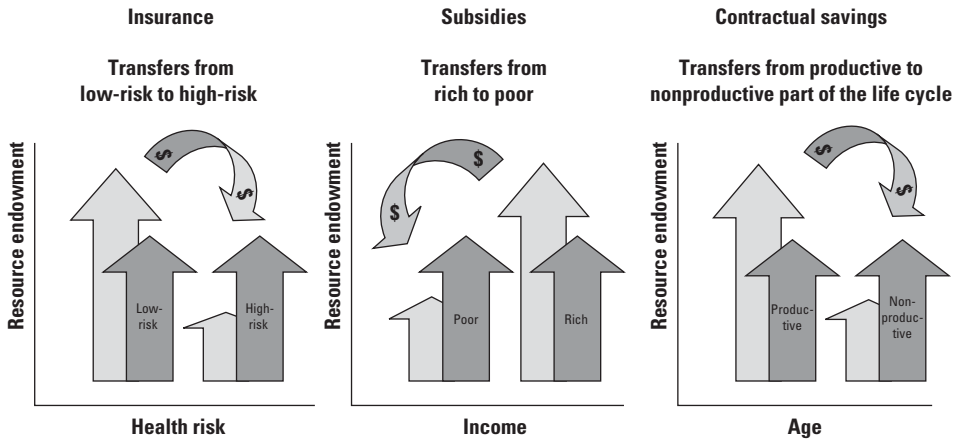 Insurance
Transfers from
low-risk to high-risk
Resource endowment
$
$
Low-
risk
High-
risk
Health risk
Subsidies
Transfers from
rich to poor
Resource endowment
$
$
Poor
Rich
Income
Contractual savings
Transfers from productive to
nonproductive part of the life cycle
Resource endowment
$
$
Produc-
tive
Non-
produc-
tive
Age